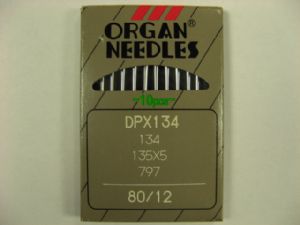 ORGAN®
NEEDLES
-10pcs-
DPX134
134
135X5
797
80/12